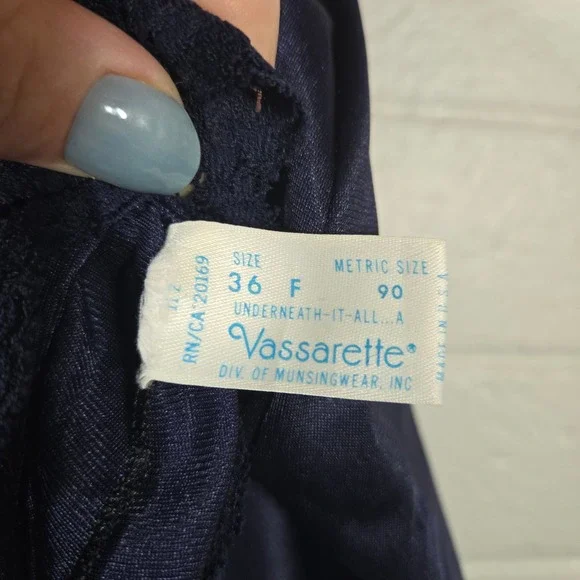 SIZE METRIC SIZE
36 F 90
UNDERNEATH-IT-ALL...A
Vassarette®
DIV. OF MUNSINGWEAR, INC
RN/CA 20169
MADE IN U.S.A.